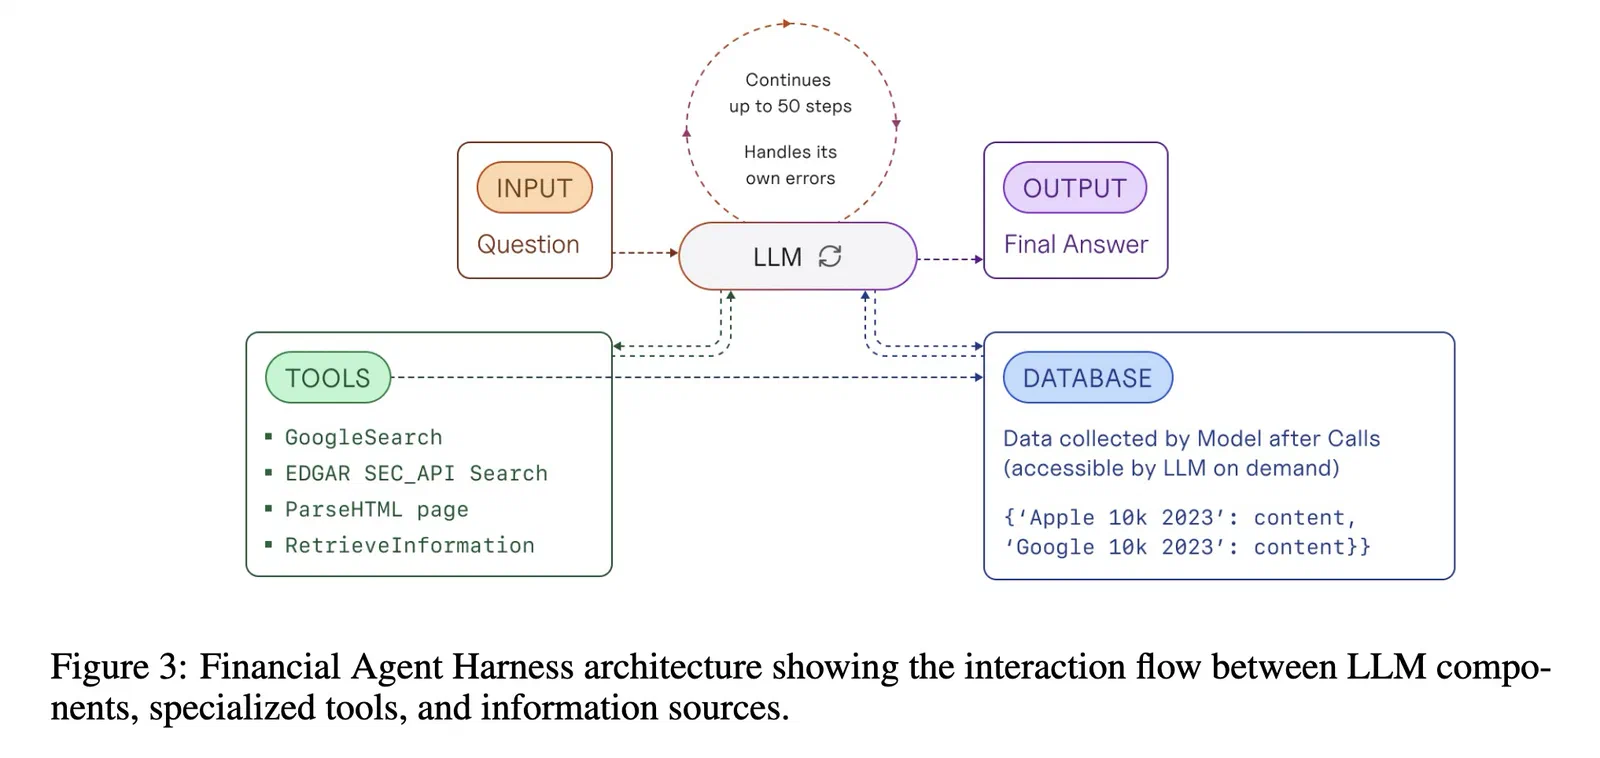 Continues
up to 50 steps
Handles its
own errors
INPUT
Question
LLM
OUTPUT
Final Answer
TOOLS
▪ GoogleSearch
▪ EDGAR SEC_API Search
▪ ParseHTML page
▪ RetrieveInformation
DATABASE
Data collected by Model after Calls
(accessible by LLM on demand)
{‘Apple 10k 2023’: content,
‘Google 10k 2023’: content}}
Figure 3: Financial Agent Harness architecture showing the interaction flow between LLM compo-
nents, specialized tools, and information sources.